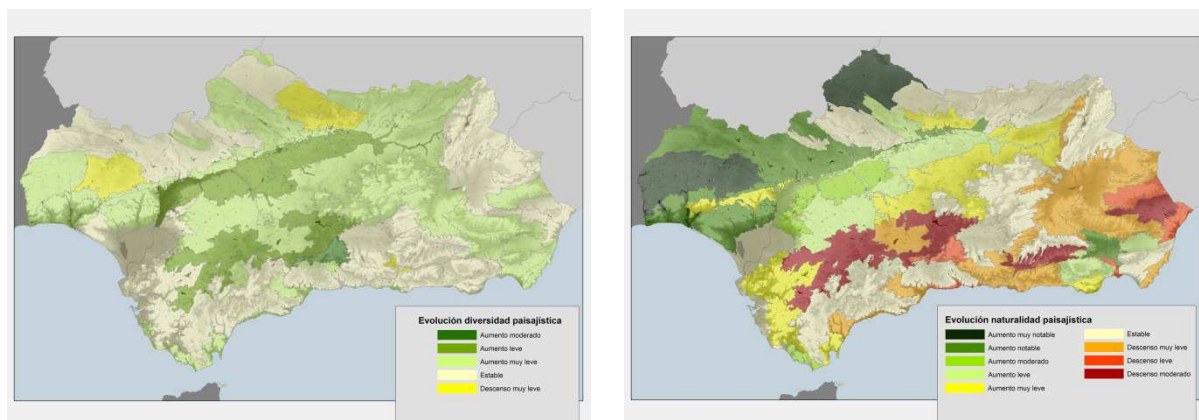 Evolución diversidad paisajística
Aumento moderado
Aumento leve
Aumento muy leve
Estable
Descenso muy leve
Evolución naturalidad paisajística
Aumento muy notable
Aumento notable
Aumento moderado
Aumento leve
Aumento muy leve
Estable
Descenso muy leve
Descenso leve
Descenso moderado